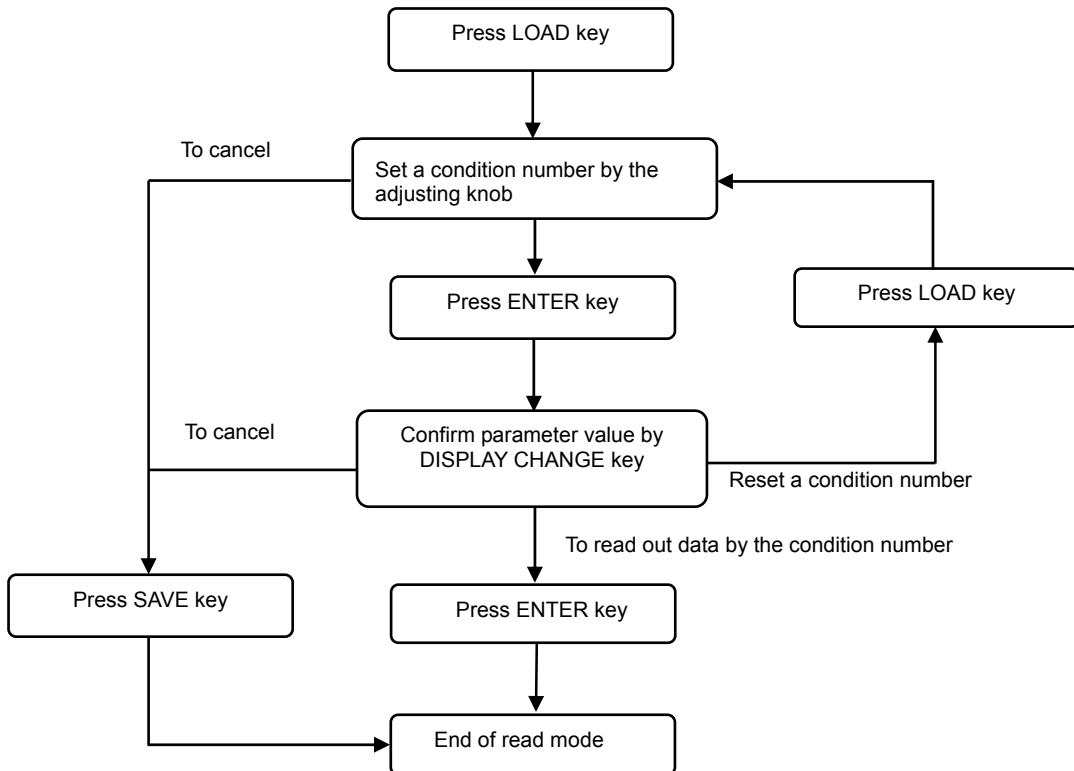 Press LOAD key
To cancel
Set a condition number by the
adjusting knob
Press ENTER key
Press LOAD key
To cancel
Confirm parameter value by
DISPLAY CHANGE key
Reset a condition number
To read out data by the condition number
Press SAVE key
Press ENTER key
End of read mode